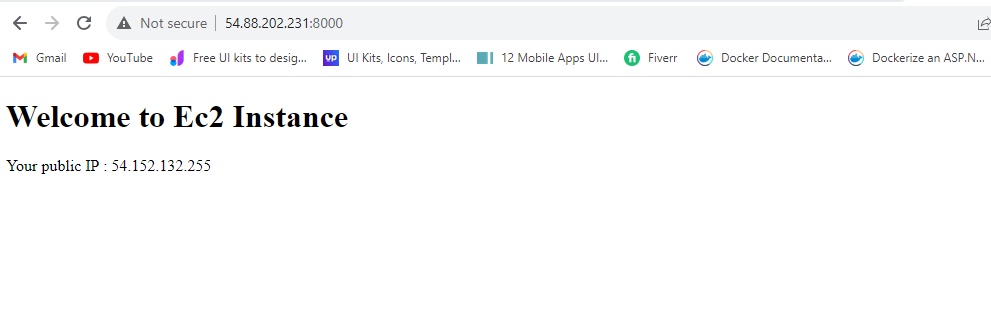 Not secure | 54.88.202.231:8000
Gmail YouTube Free UI kits to desig... up UI Kits, Icons, Templ... 12 Mobile Apps UI... fi Fiverr Docker Documenta... Dockerize an ASP.N...
Welcome to Ec2 Instance
Your public IP : 54.152.132.255